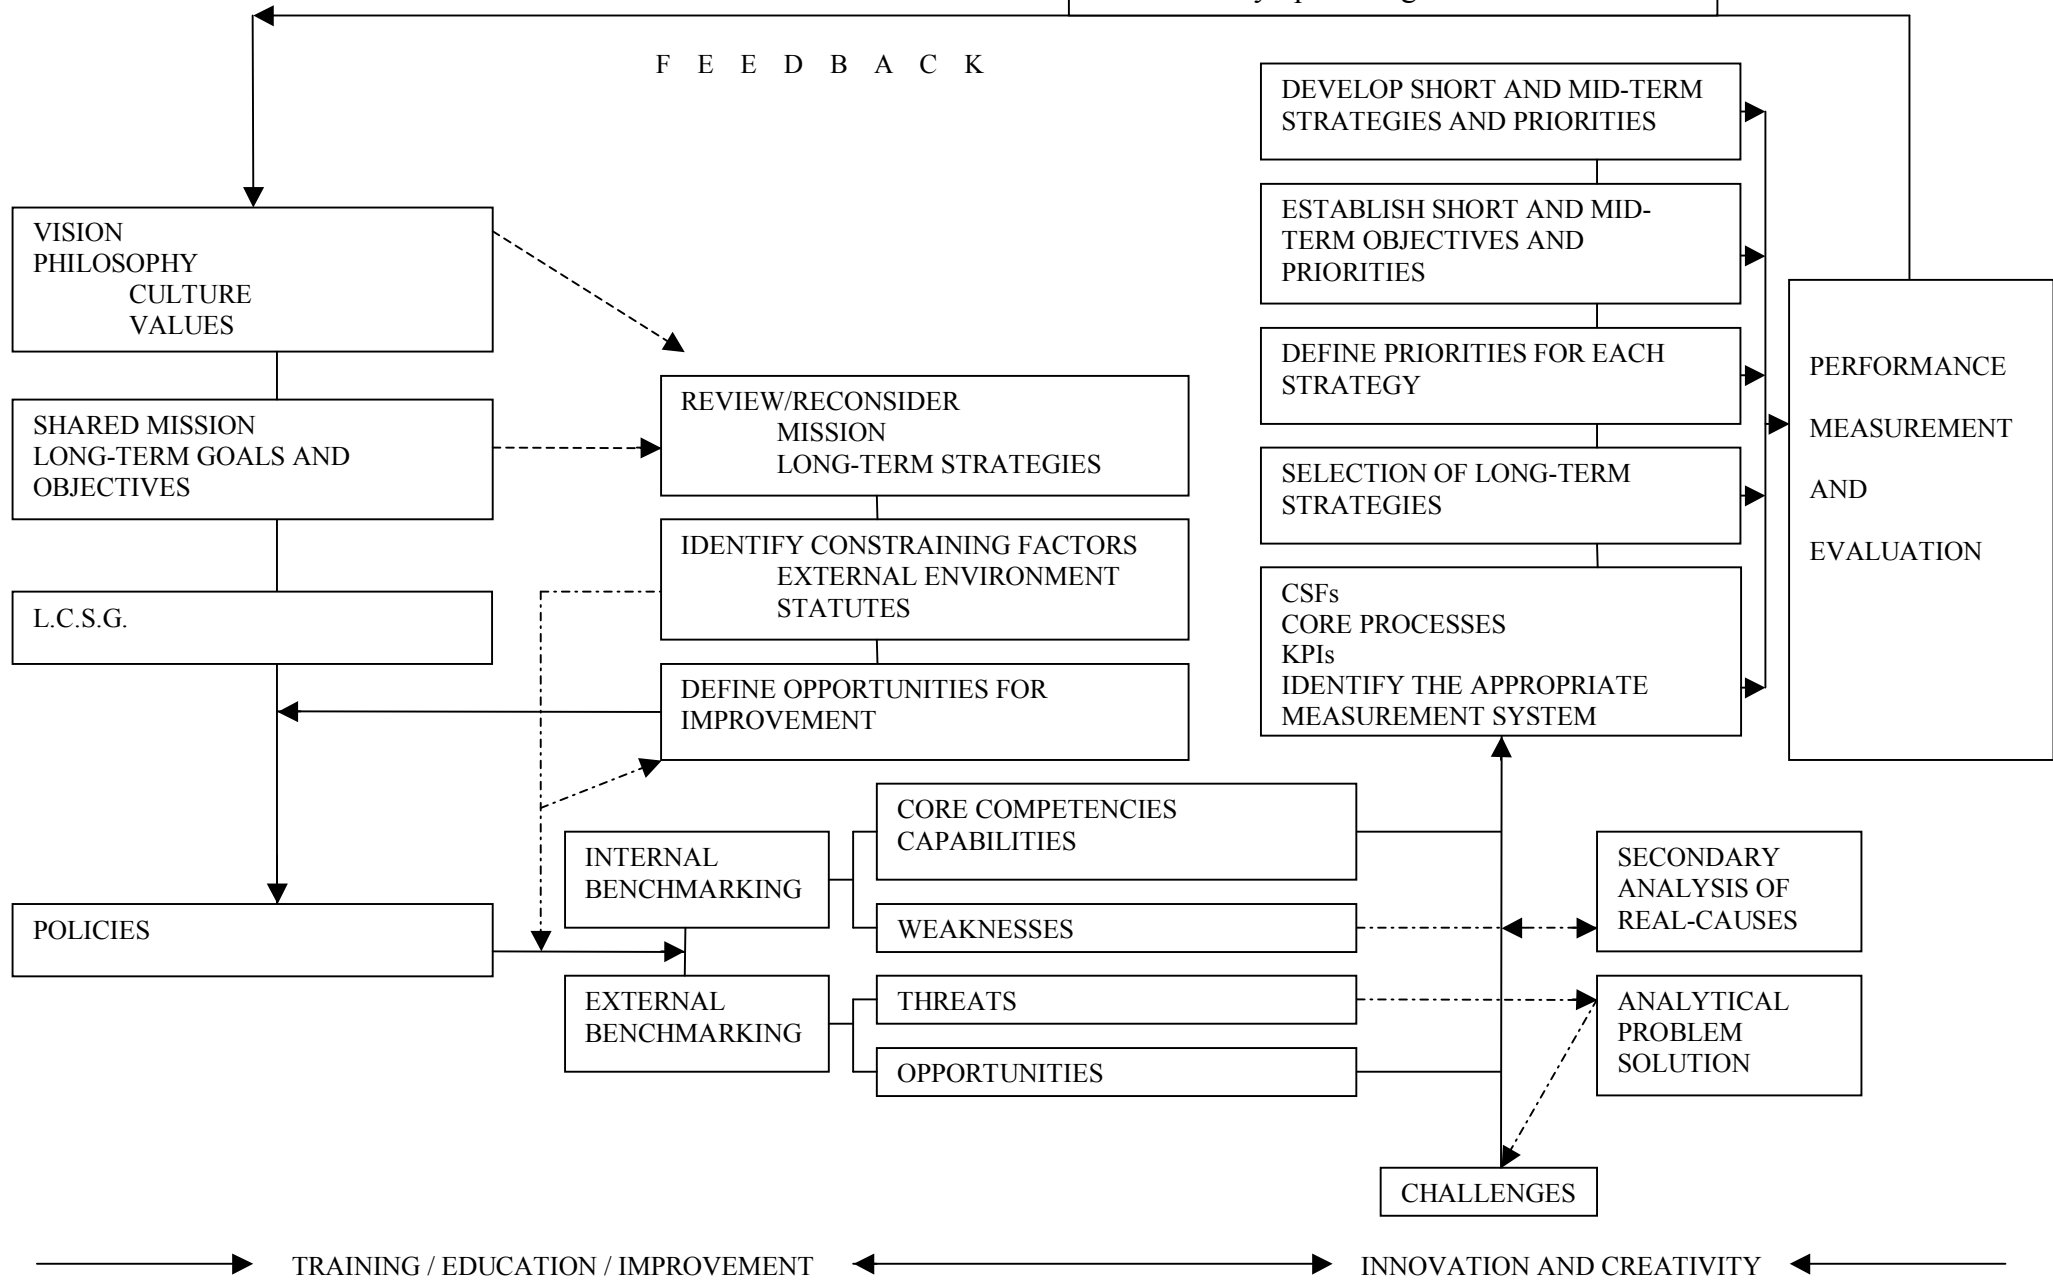 F E E D B A C K
DEVELOP SHORT AND MID-TERM
STRATEGIES AND PRIORITIES
ESTABLISH SHORT AND MID-
TERM OBJECTIVES AND
PRIORITIES
VISION
PHILOSOPHY
CULTURE
VALUES
DEFINE PRIORITIES FOR EACH
STRATEGY
PERFORMANCE
MEASUREMENT
AND
EVALUATION
SHARED MISSION
LONG-TERM GOALS AND
OBJECTIVES
REVIEW/RECONSIDER
MISSION
LONG-TERM STRATEGIES
SELECTION OF LONG-TERM
STRATEGIES
IDENTIFY CONSTRAINING FACTORS
EXTERNAL ENVIRONMENT
STATUTES
L.C.S.G.
CSFs
CORE PROCESSES
KPIs
IDENTIFY THE APPROPRIATE
MEASUREMENT SYSTEM
DEFINE OPPORTUNITIES FOR
IMPROVEMENT
CORE COMPETENCIES
CAPABILITIES
INTERNAL
BENCHMARKING
SECONDARY
ANALYSIS OF
REAL-CAUSES
POLICIES
WEAKNESSES
EXTERNAL
BENCHMARKING
THREATS
ANALYTICAL
PROBLEM
SOLUTION
OPPORTUNITIES
CHALLENGES
TRAINING / EDUCATION / IMPROVEMENT
INNOVATION AND CREATIVITY